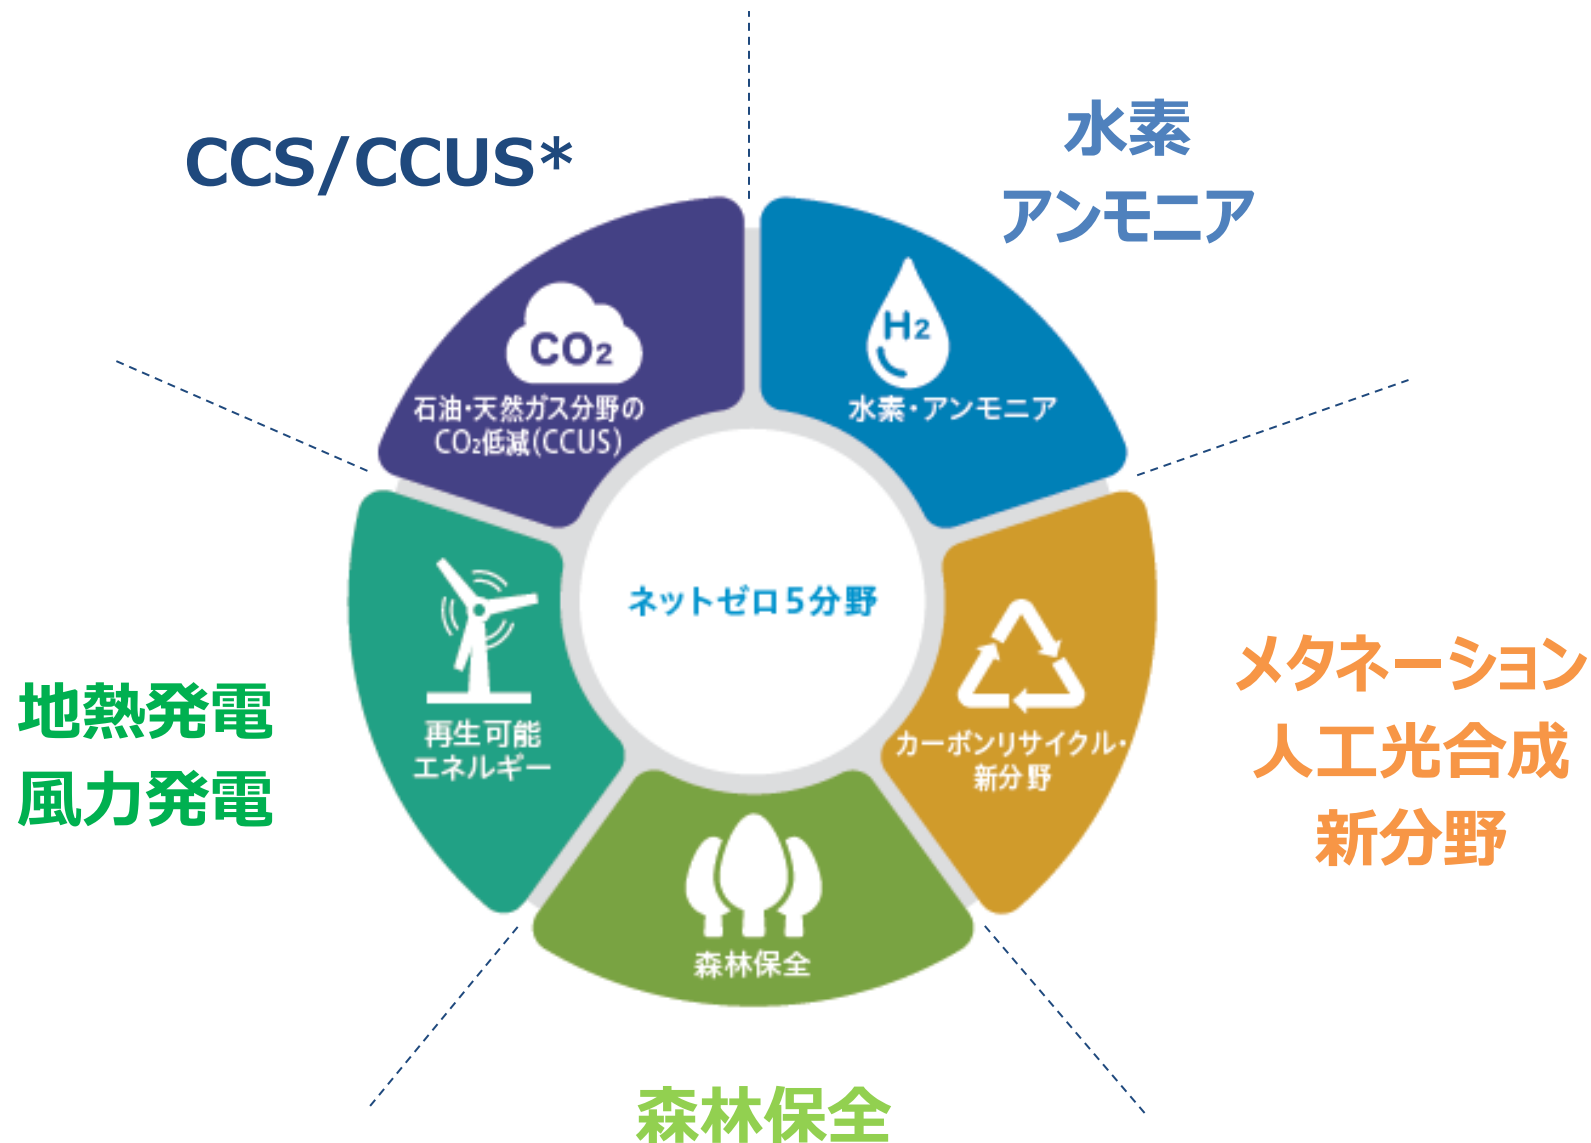 CCS/CCUS*
水素
アンモニア
CO2
石油・天然ガス分野の
CO2低減(CCUS)
H2
水素・アンモニア
ネットゼロ5分野
再生可能
エネルギー
カーボンリサイクル・
新分野
地熱発電
風力発電
メタネーション
人工光合成
新分野
森林保全
森林保全